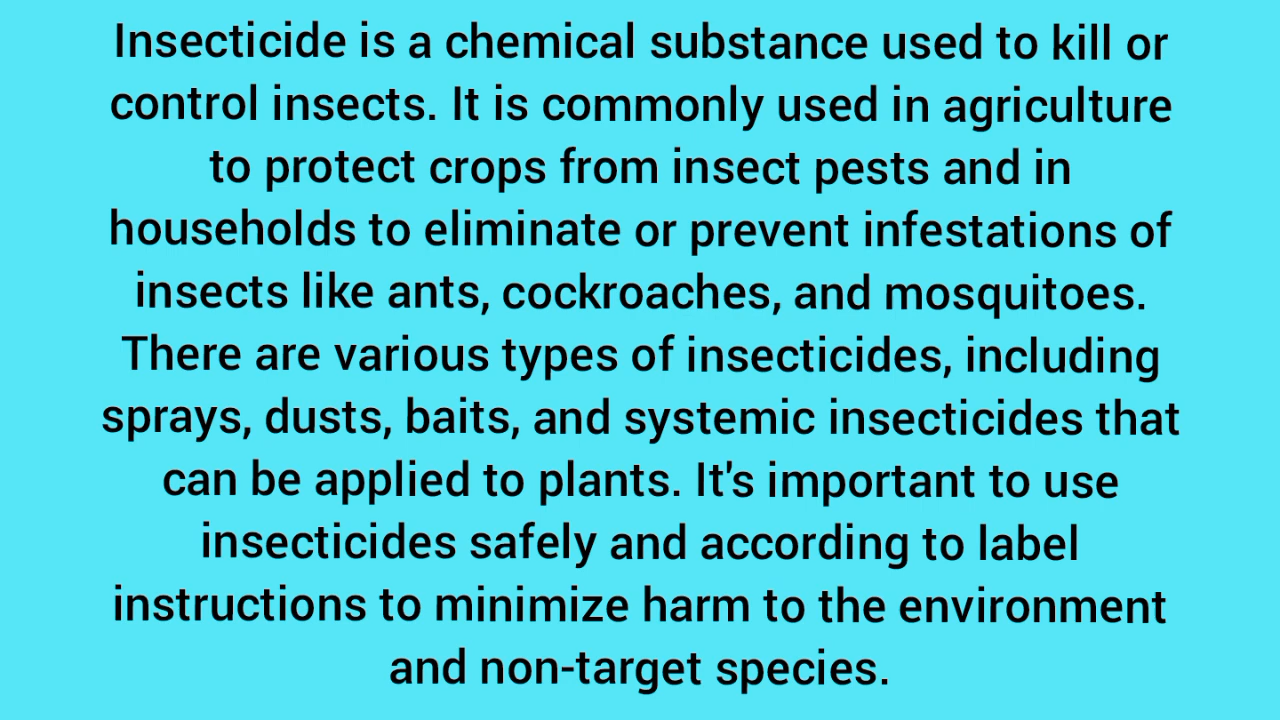 Insecticide is a chemical substance used to kill or
control insects. It is commonly used in agriculture
to protect crops from insect pests and in
households to eliminate or prevent infestations of
insects like ants, cockroaches, and mosquitoes.
There are various types of insecticides, including
sprays, dusts, baits, and systemic insecticides that
can be applied to plants. It's important to use
insecticides safely and according to label
instructions to minimize harm to the environment
and non-target species.